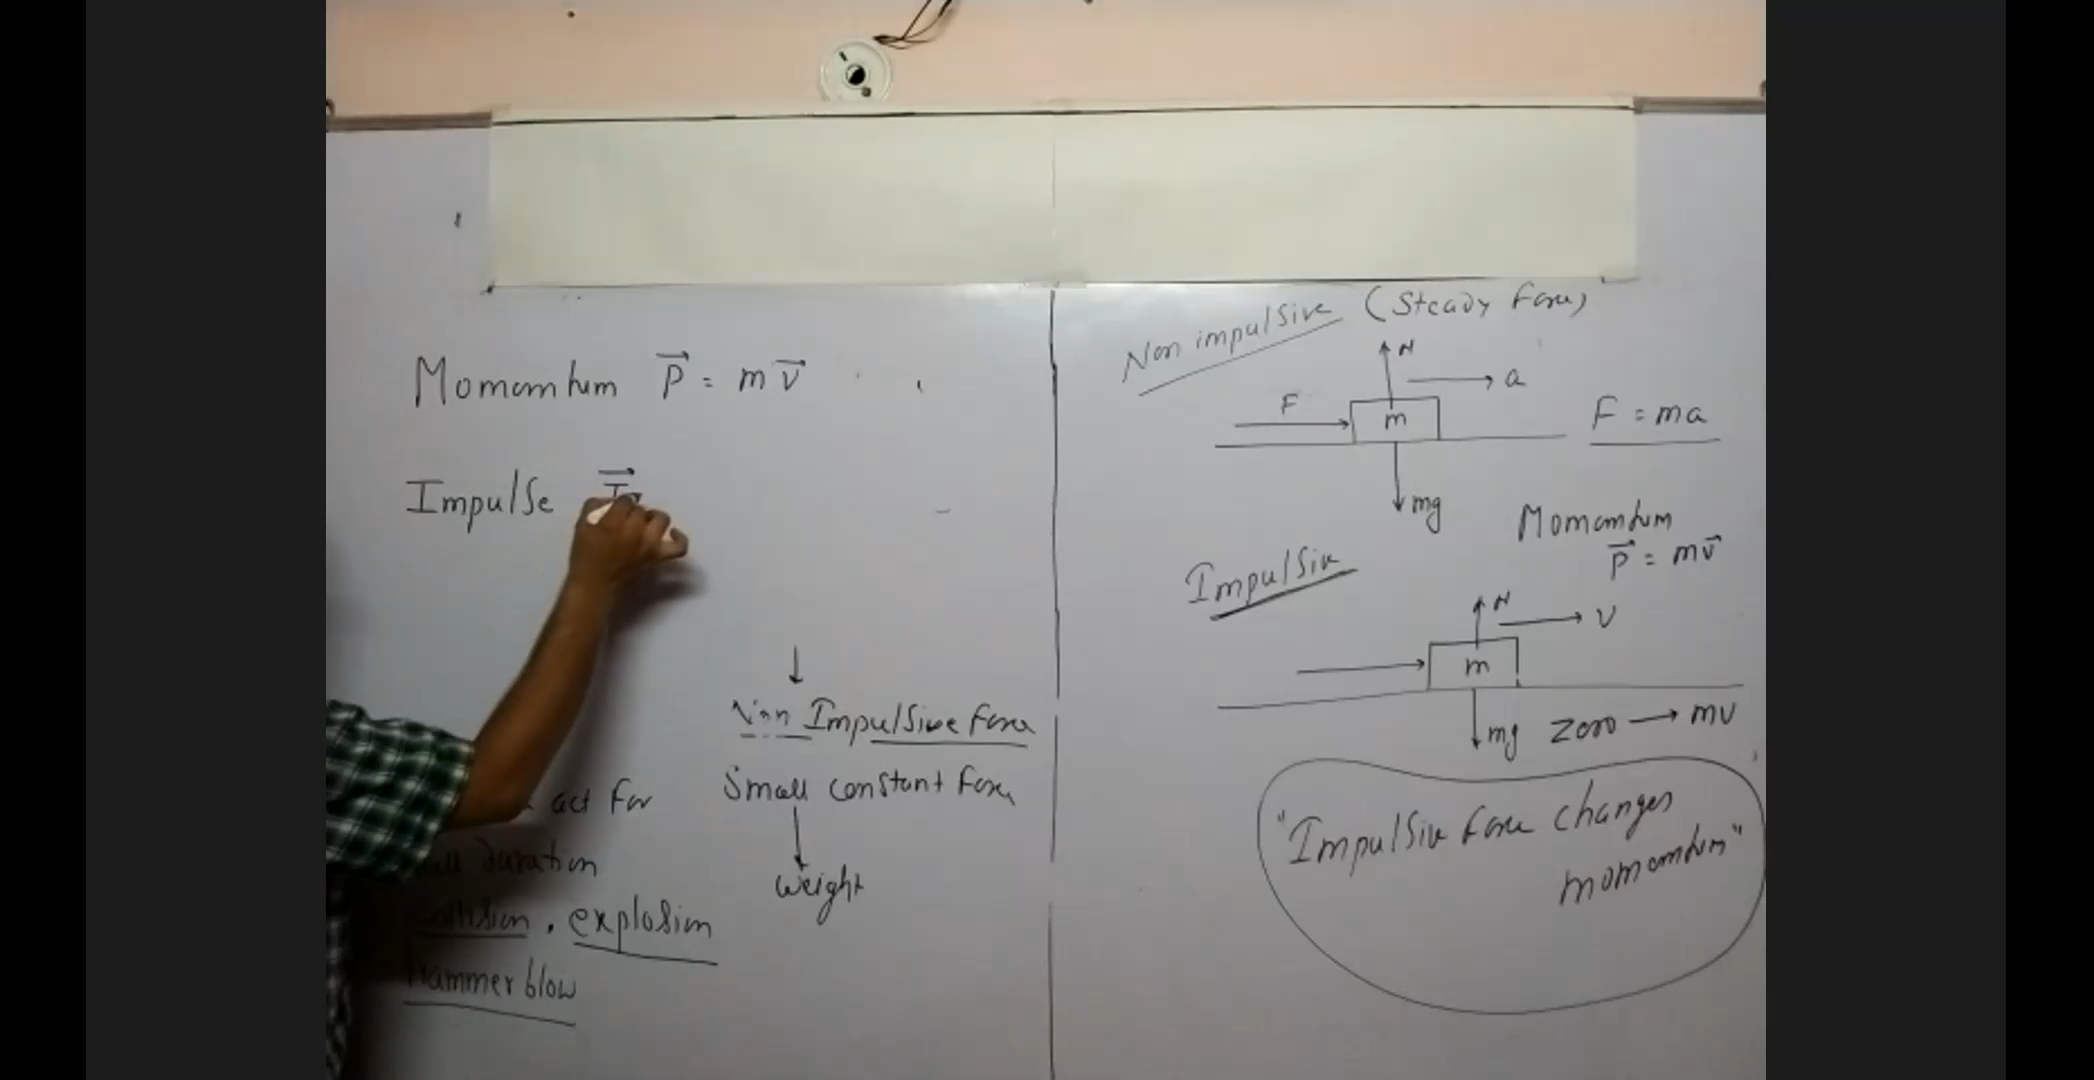 Momentum P = mv
Impulse I
act for
duration
Collision, explosion
Hammer blow
Non Impulsive force
Small constant force
weight
Non impulsive (Steady force)
N
a
F
m
F = ma
mg
Momentum
P = mv
Impulsive
N
v
m
mg Zero → mv
"Impulsive force changes
momentum"